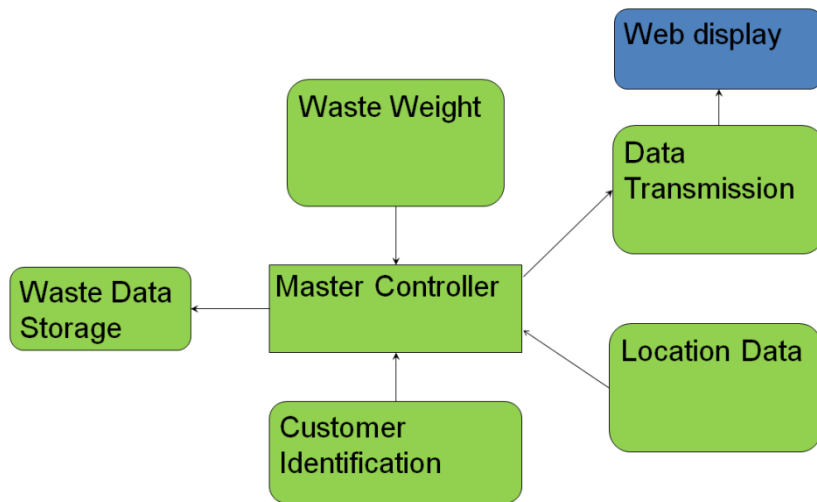 Web display
Waste Weight
Data
Transmission
Master Controller
Waste Data
Storage
Location Data
Customer
Identification